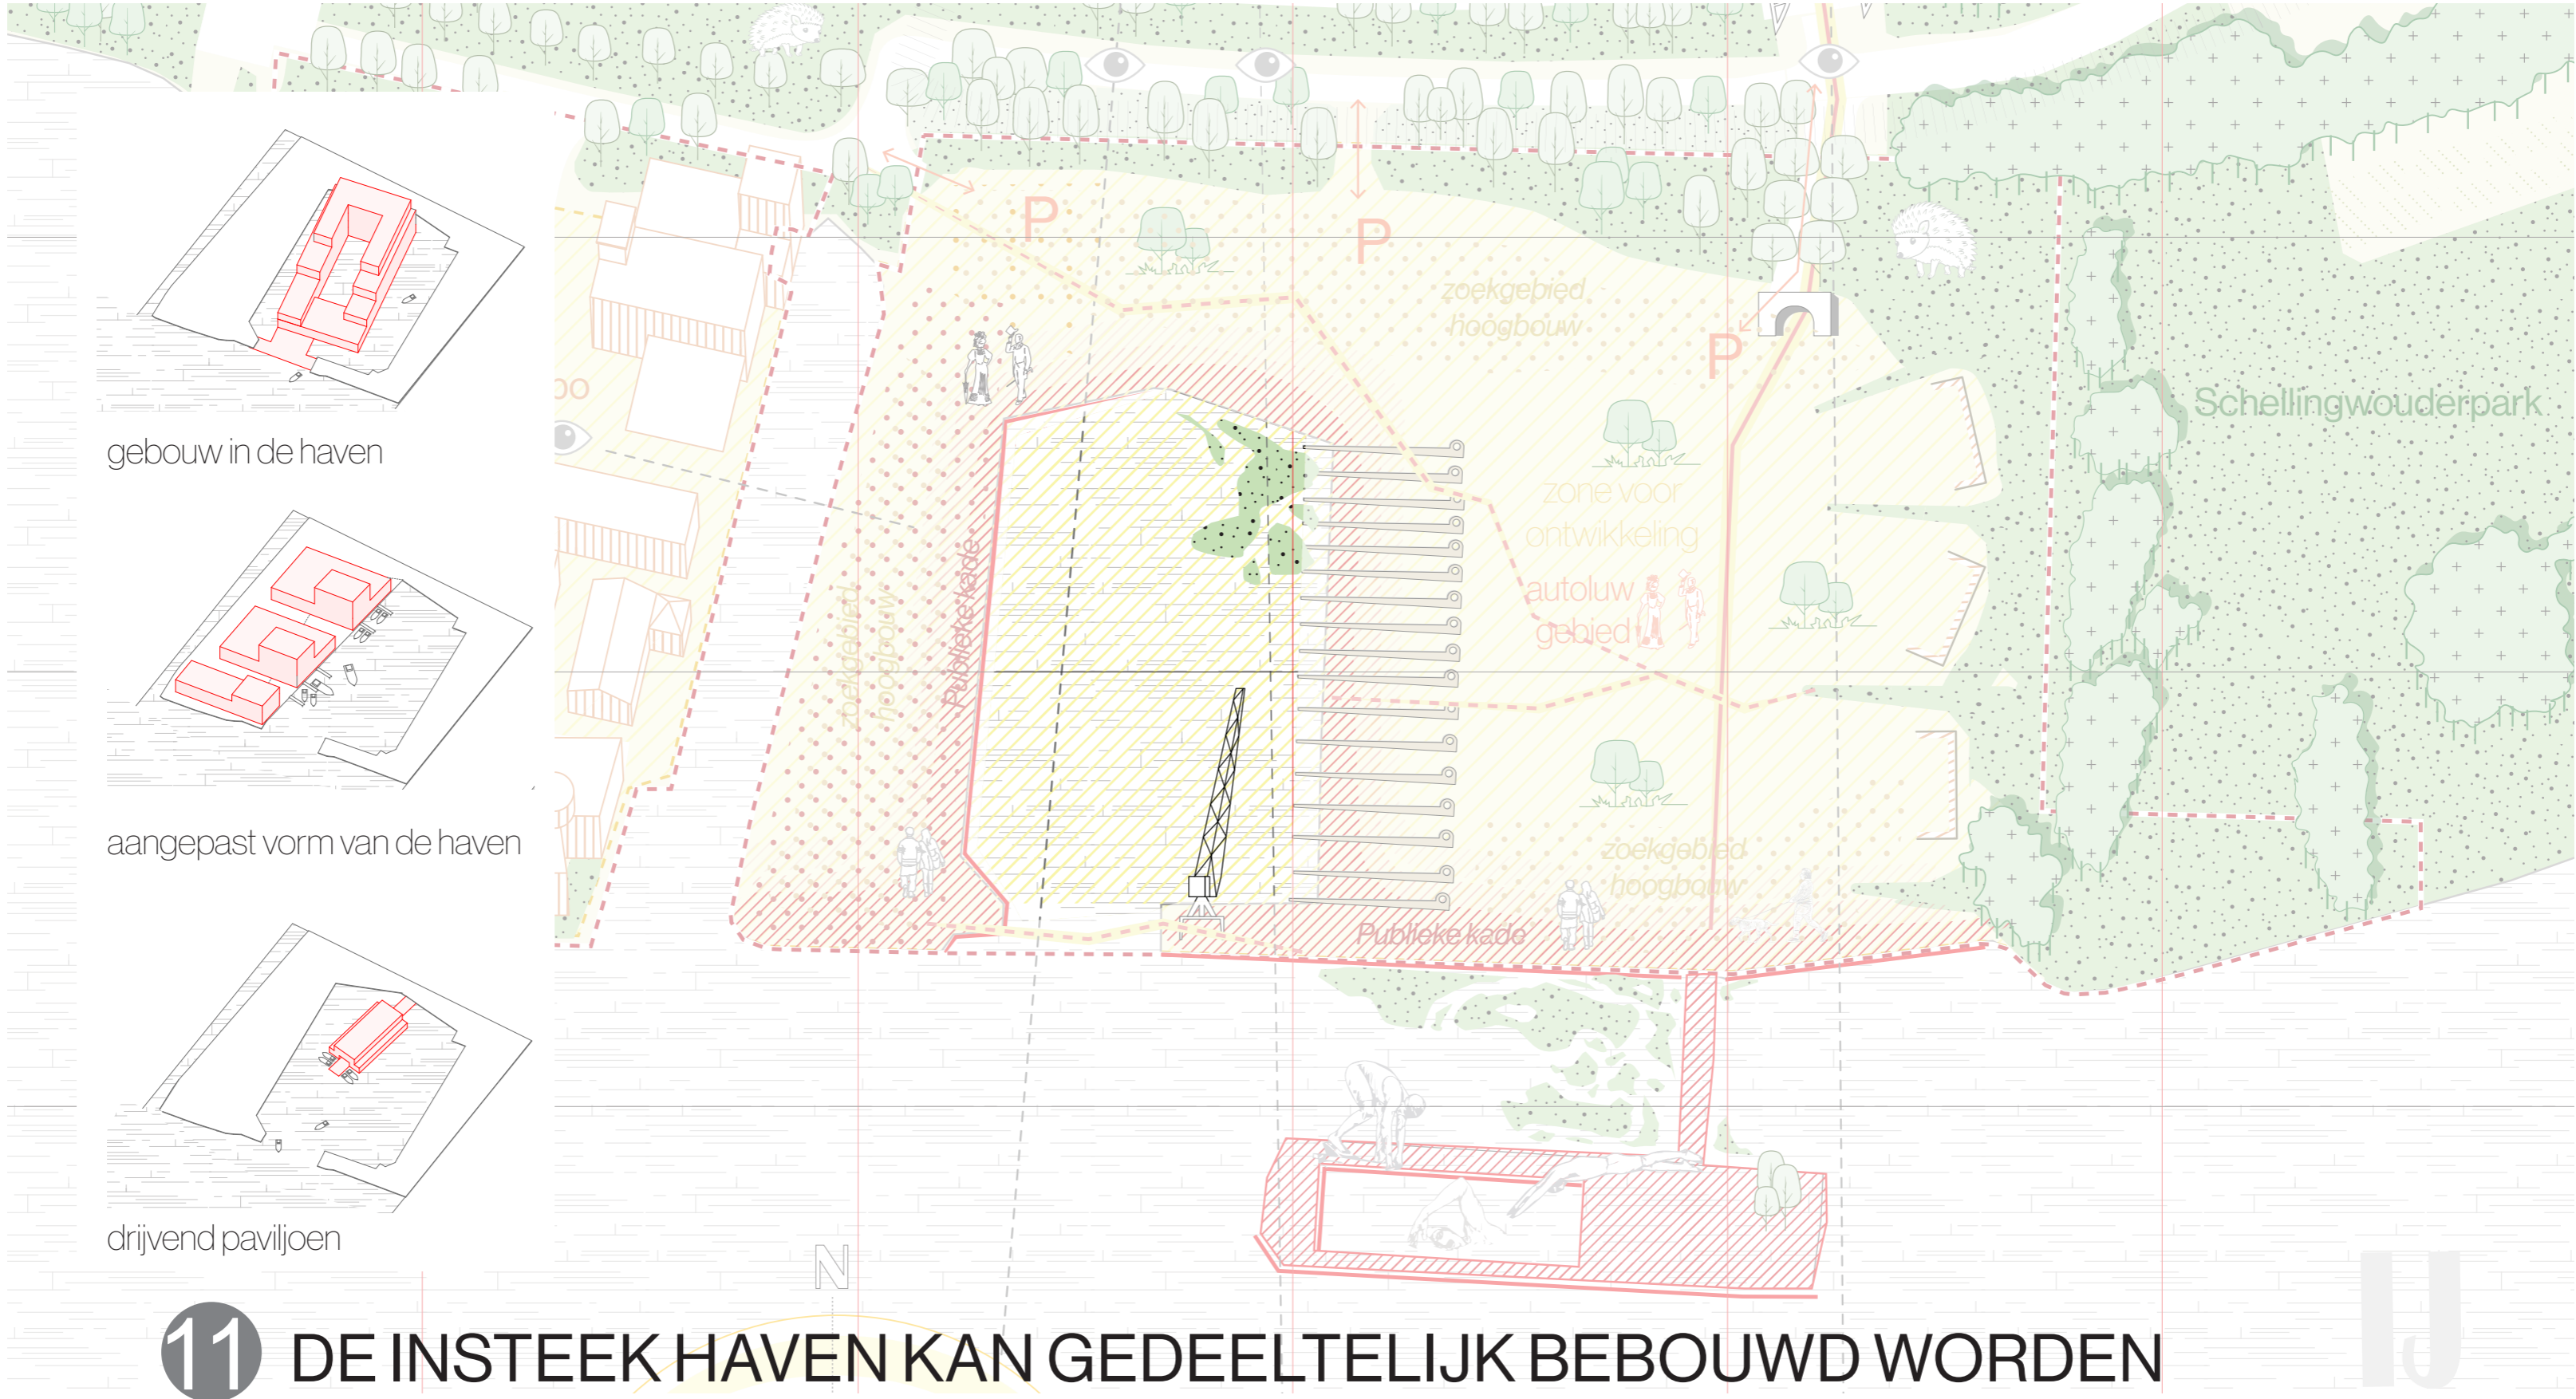 P
P
zoekgebied
hoogbouw
P
gebouw in de haven
Schellingwouderpark
zone voor
ontwikkeling
autoluw
gebied
zoekgebied
hoogbouw
Publieke kade
aangepast vorm van de haven
zoekgebied
hoogbouw
Publieke kade
drijvend paviljoen
N
IJ
11 DE INSTEEK HAVEN KAN GEDEELTELIJK BEBOUWD WORDEN